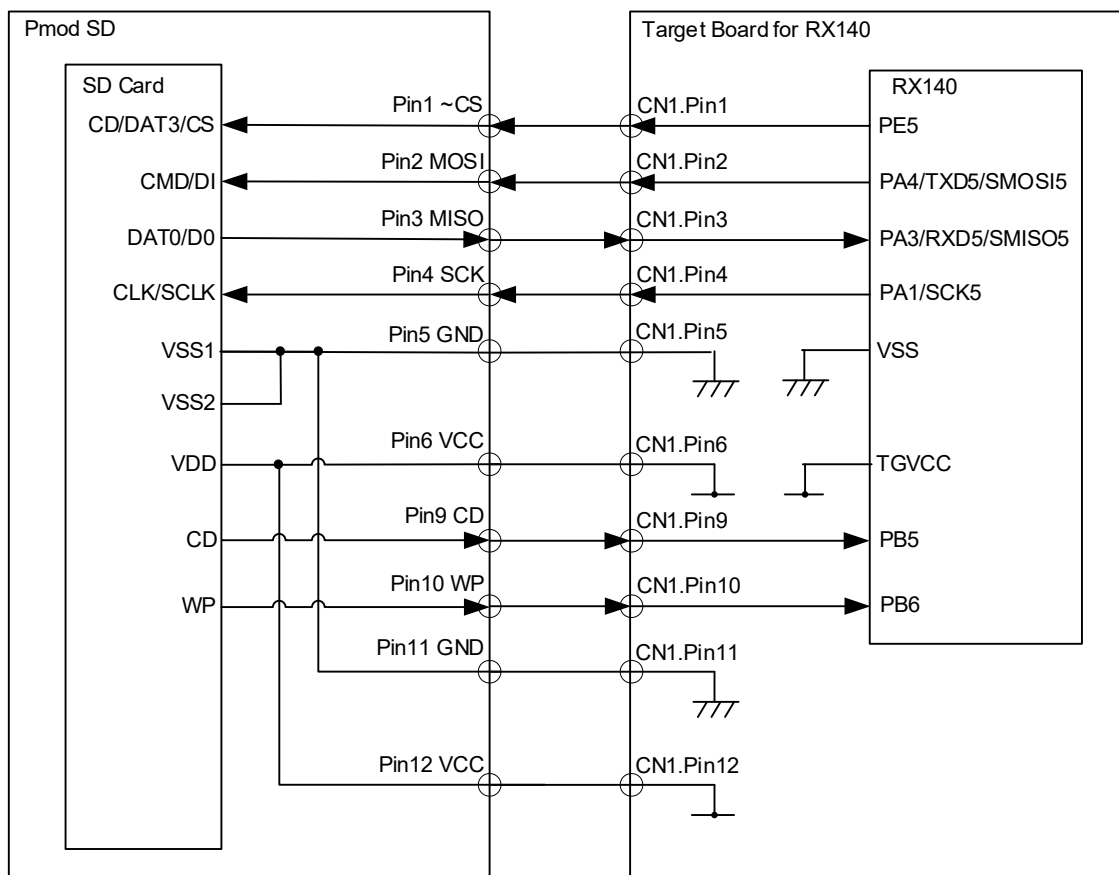 Pmod SD
Target Board for RX140
SD Card
RX140
CD/DAT3/CS
Pin1 ~CS
CN1.Pin1
PE5
CMD/DI
Pin2 MOSI
CN1.Pin2
PA4/TXD5/SMOSI5
DAT0/D0
Pin3 MISO
CN1.Pin3
PA3/RXD5/SMISO5
CLK/SCLK
Pin4 SCK
CN1.Pin4
PA1/SCK5
VSS1
Pin5 GND
CN1.Pin5
VSS
VSS2
VDD
Pin6 VCC
CN1.Pin6
TGVCC
CD
Pin9 CD
CN1.Pin9
PB5
WP
Pin10 WP
CN1.Pin10
PB6
Pin11 GND
CN1.Pin11
Pin12 VCC
CN1.Pin12